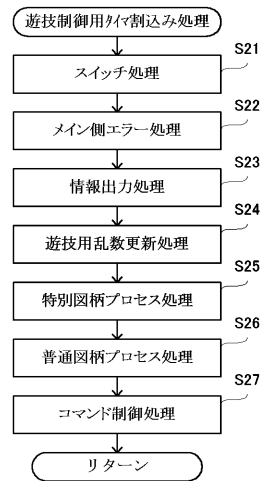 遊技制御用ﾀｲﾏ割込み処理
S21
スイッチ処理
S22
メイン側エラー処理
S23
情報出力処理
S24
遊技用乱数更新処理
S25
特別図柄プロセス処理
S26
普通図柄プロセス処理
S27
コマンド制御処理
リターン